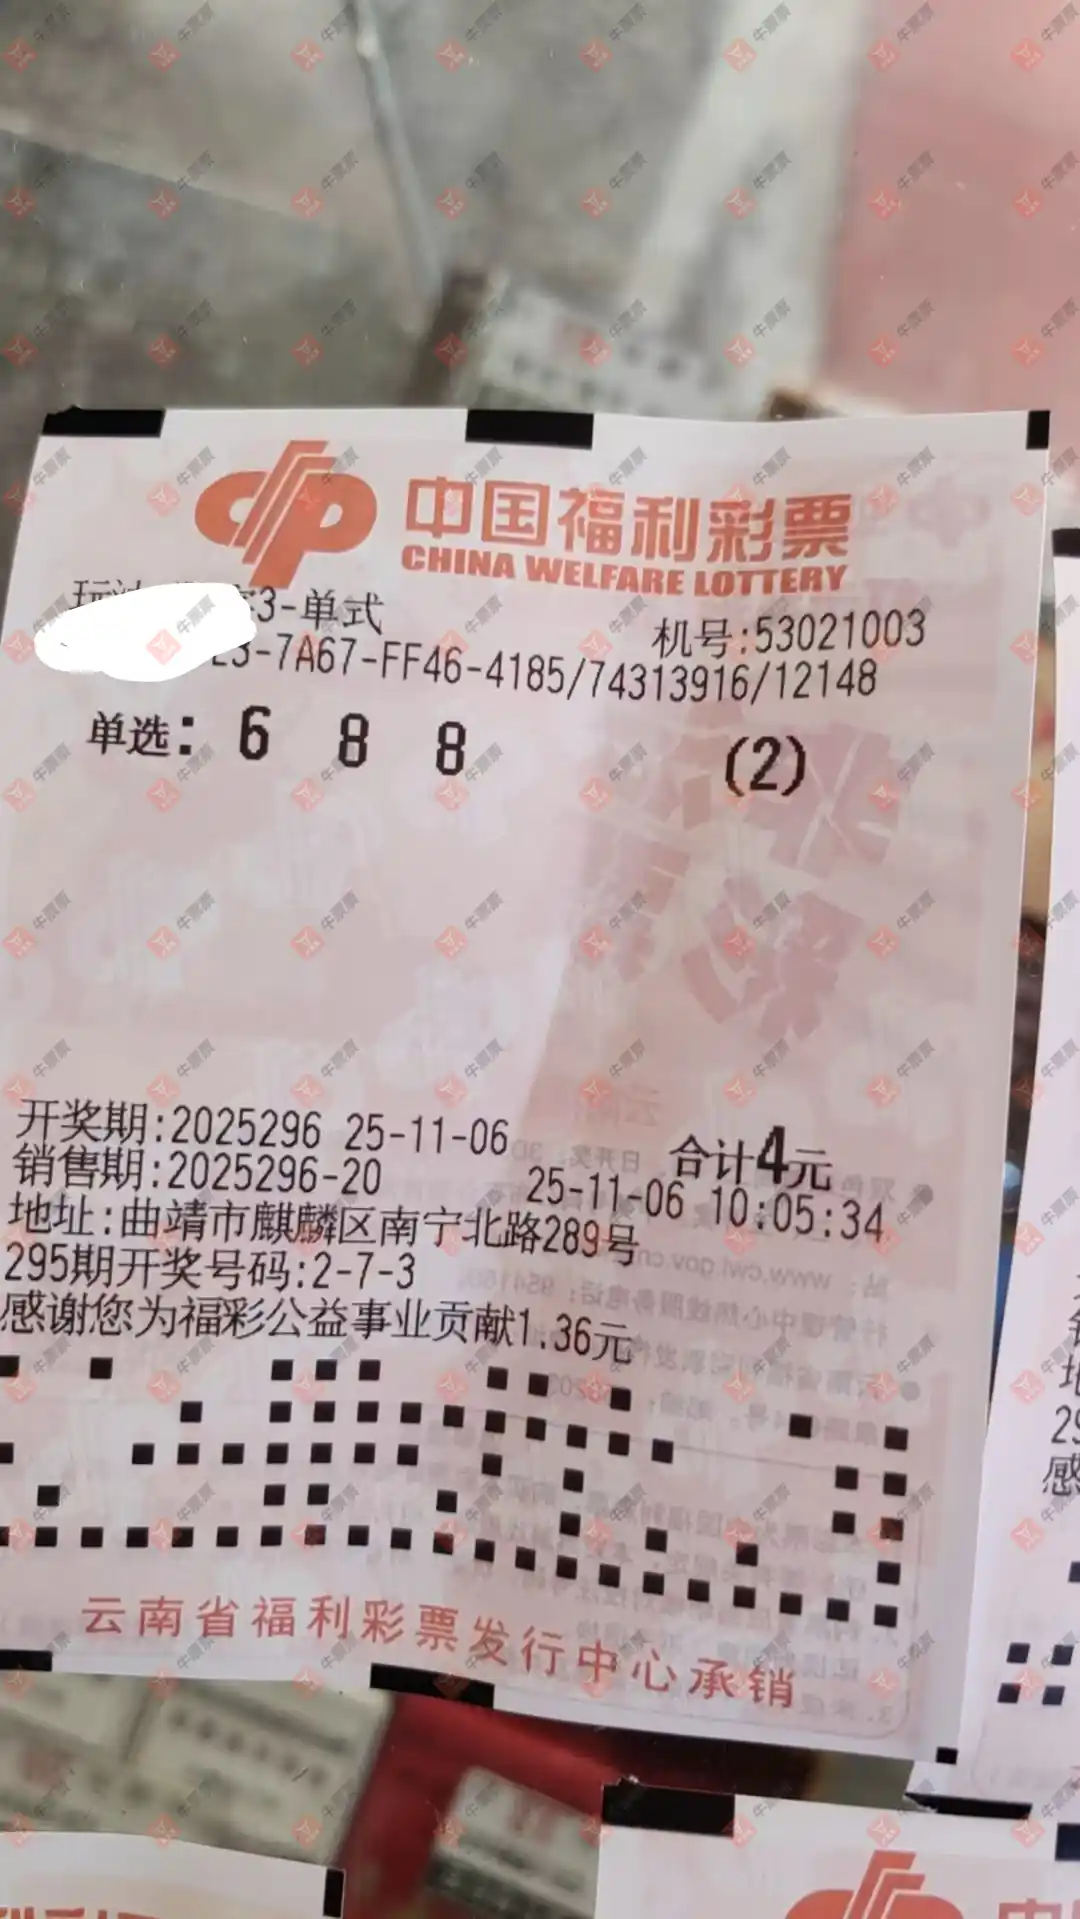 中国福利彩票
CHINA WELFARE LOTTERY
玩法 3-单式
机号:53021003
-7A67-FF46-4185/74313916/12148
单选: 6 8 8 (2)
开奖期:2025296 25-11-06
合计4元
销售期:2025296-20
25-11-06 10:05:34
地址:曲靖市麒麟区南宁北路289号
295期开奖号码:2-7-3
感谢您为福彩公益事业贡献1.36元
云南省福利彩票发行中心承销
牛票票